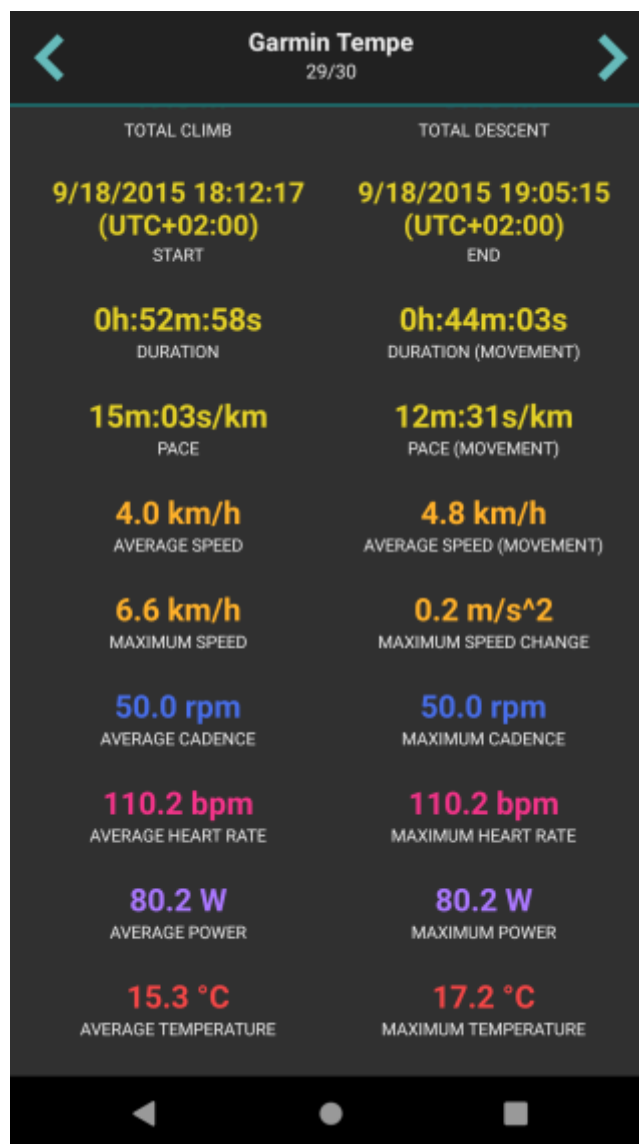 Garmin Tempe
29/30
TOTAL CLIMB TOTAL DESCENT
9/18/2015 18:12:17 9/18/2015 19:05:15
(UTC+02:00) (UTC+02:00)
START END
0h:52m:58s 0h:44m:03s
DURATION DURATION (MOVEMENT)
15m:03s/km 12m:31s/km
PACE PACE (MOVEMENT)
4.0 km/h 4.8 km/h
AVERAGE SPEED AVERAGE SPEED (MOVEMENT)
6.6 km/h 0.2 m/s^2
MAXIMUM SPEED MAXIMUM SPEED CHANGE
50.0 rpm 50.0 rpm
AVERAGE CADENCE MAXIMUM CADENCE
110.2 bpm 110.2 bpm
AVERAGE HEART RATE MAXIMUM HEART RATE
80.2 W 80.2 W
AVERAGE POWER MAXIMUM POWER
15.3 °C 17.2 °C
AVERAGE TEMPERATURE MAXIMUM TEMPERATURE